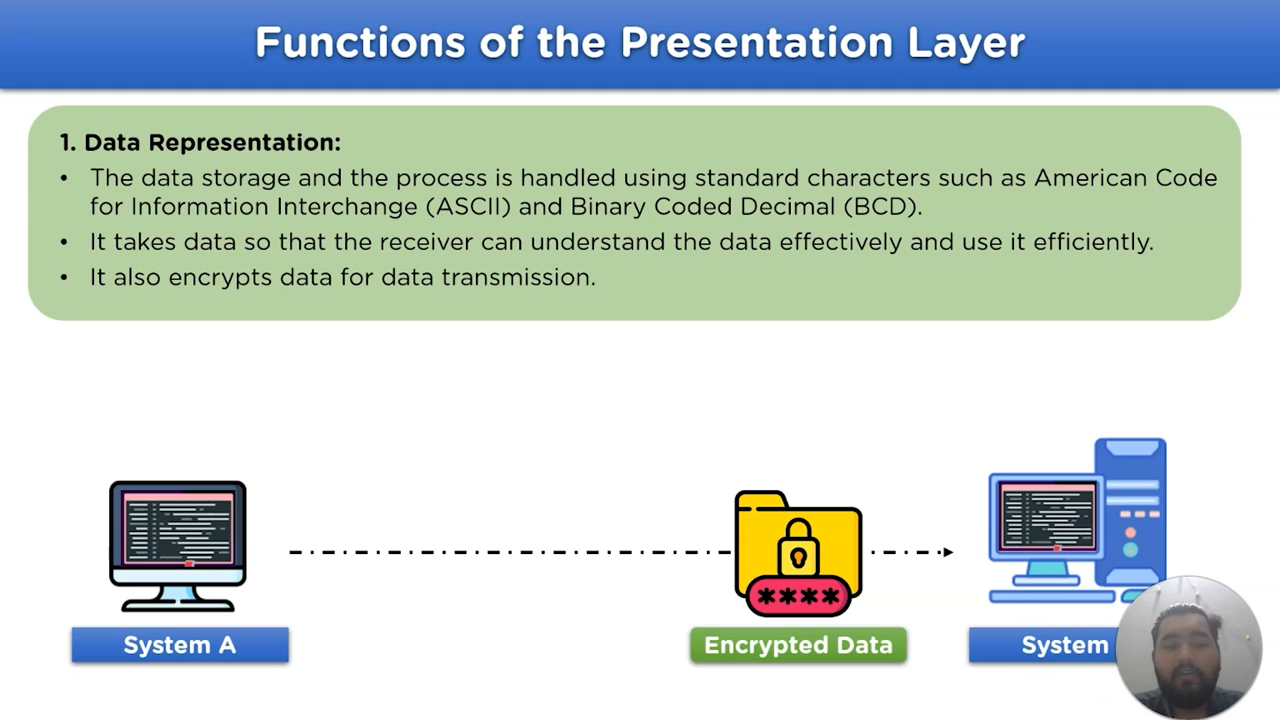 Functions of the Presentation Layer
1. Data Representation:
• The data storage and the process is handled using standard characters such as American Code
for Information Interchange (ASCII) and Binary Coded Decimal (BCD).
• It takes data so that the receiver can understand the data effectively and use it efficiently.
• It also encrypts data for data transmission.
****
System A
Encrypted Data
System